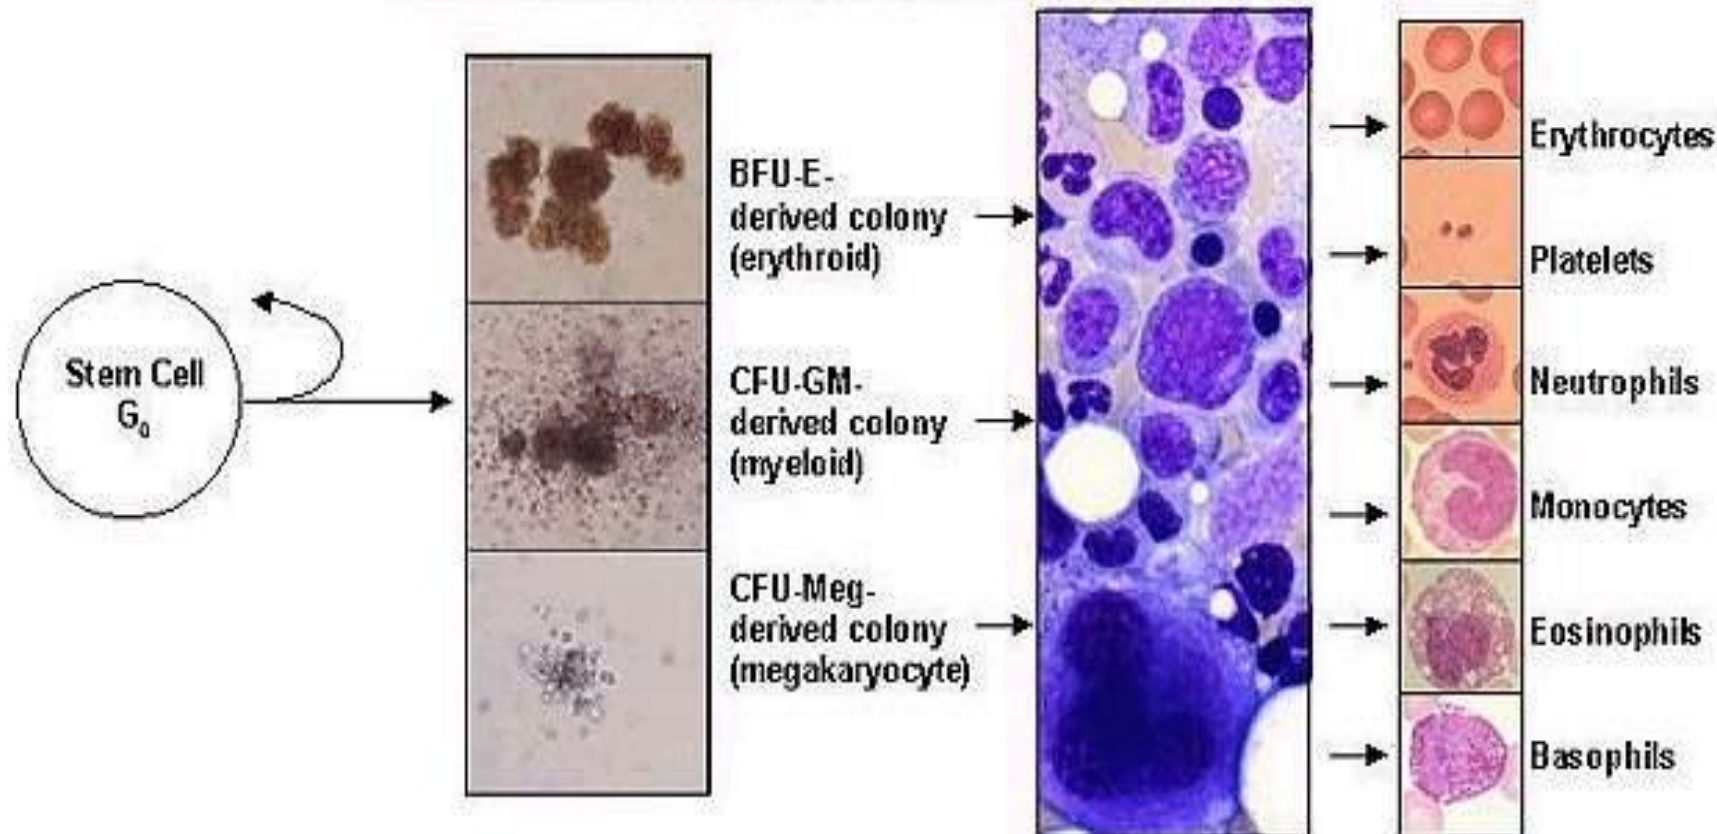 Stem Cell
G0
BFU-E-
derived colony
(erythroid)
CFU-GM-
derived colony
(myeloid)
CFU-Meg-
derived colony
(megakaryocyte)
Erythrocytes
Platelets
Neutrophils
Monocytes
Eosinophils
Basophils